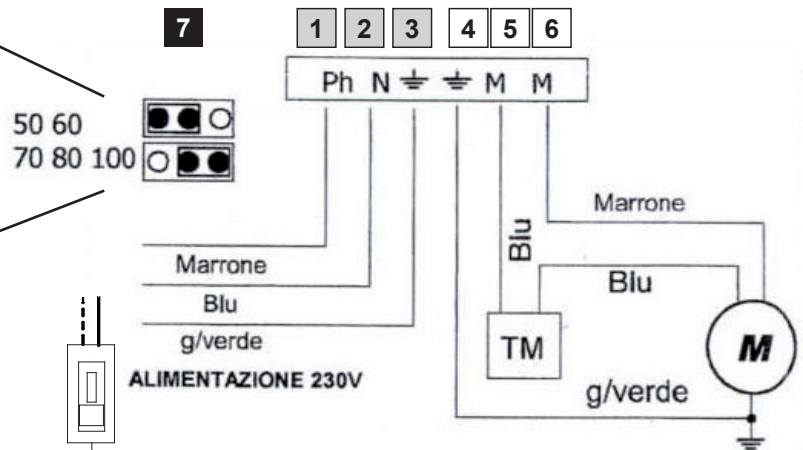 7 1 2 3 4 5 6
Ph N M M
50 60
70 80 100
Marrone
Blu
Marrone
Blu
Blu
g/verde
TM
M
ALIMENTAZIONE 230V
g/verde